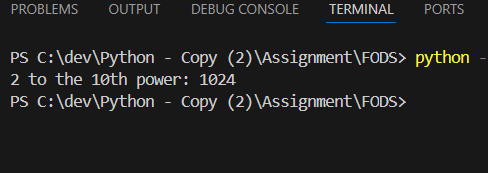 PROBLEMS OUTPUT DEBUG CONSOLE TERMINAL PORTS
PS C:\dev\Python - Copy (2)\Assignment\FODS> python -
2 to the 10th power: 1024
PS C:\dev\Python - Copy (2)\Assignment\FODS>